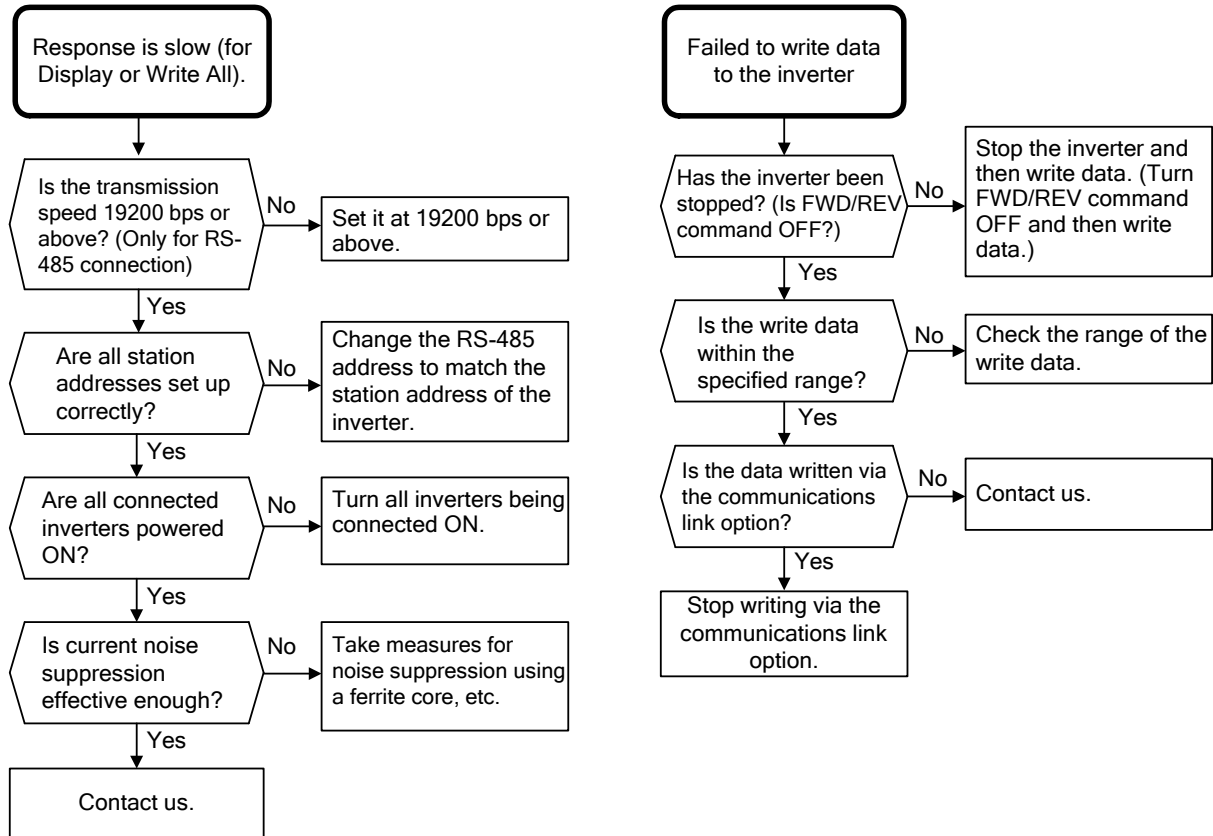 Response is slow (for
Display or Write All).
Is the transmission
speed 19200 bps or
above? (Only for RS-
485 connection)
No
Set it at 19200 bps or
above.
Yes
Are all station
addresses set up
correctly?
No
Change the RS-485
address to match the
station address of the
inverter.
Yes
Are all connected
inverters powered
ON?
No
Turn all inverters being
connected ON.
Yes
Is current noise
suppression
effective enough?
No
Take measures for
noise suppression using
a ferrite core, etc.
Yes
Contact us.
Failed to write data
to the inverter
Has the inverter been
stopped? (Is FWD/REV
command OFF?)
No
Stop the inverter and
then write data. (Turn
FWD/REV command
OFF and then write
data.)
Yes
Is the write data
within the
specified range?
No
Check the range of the
write data.
Yes
Is the data written via
the communications
link option?
No
Contact us.
Yes
Stop writing via the
communications link
option.